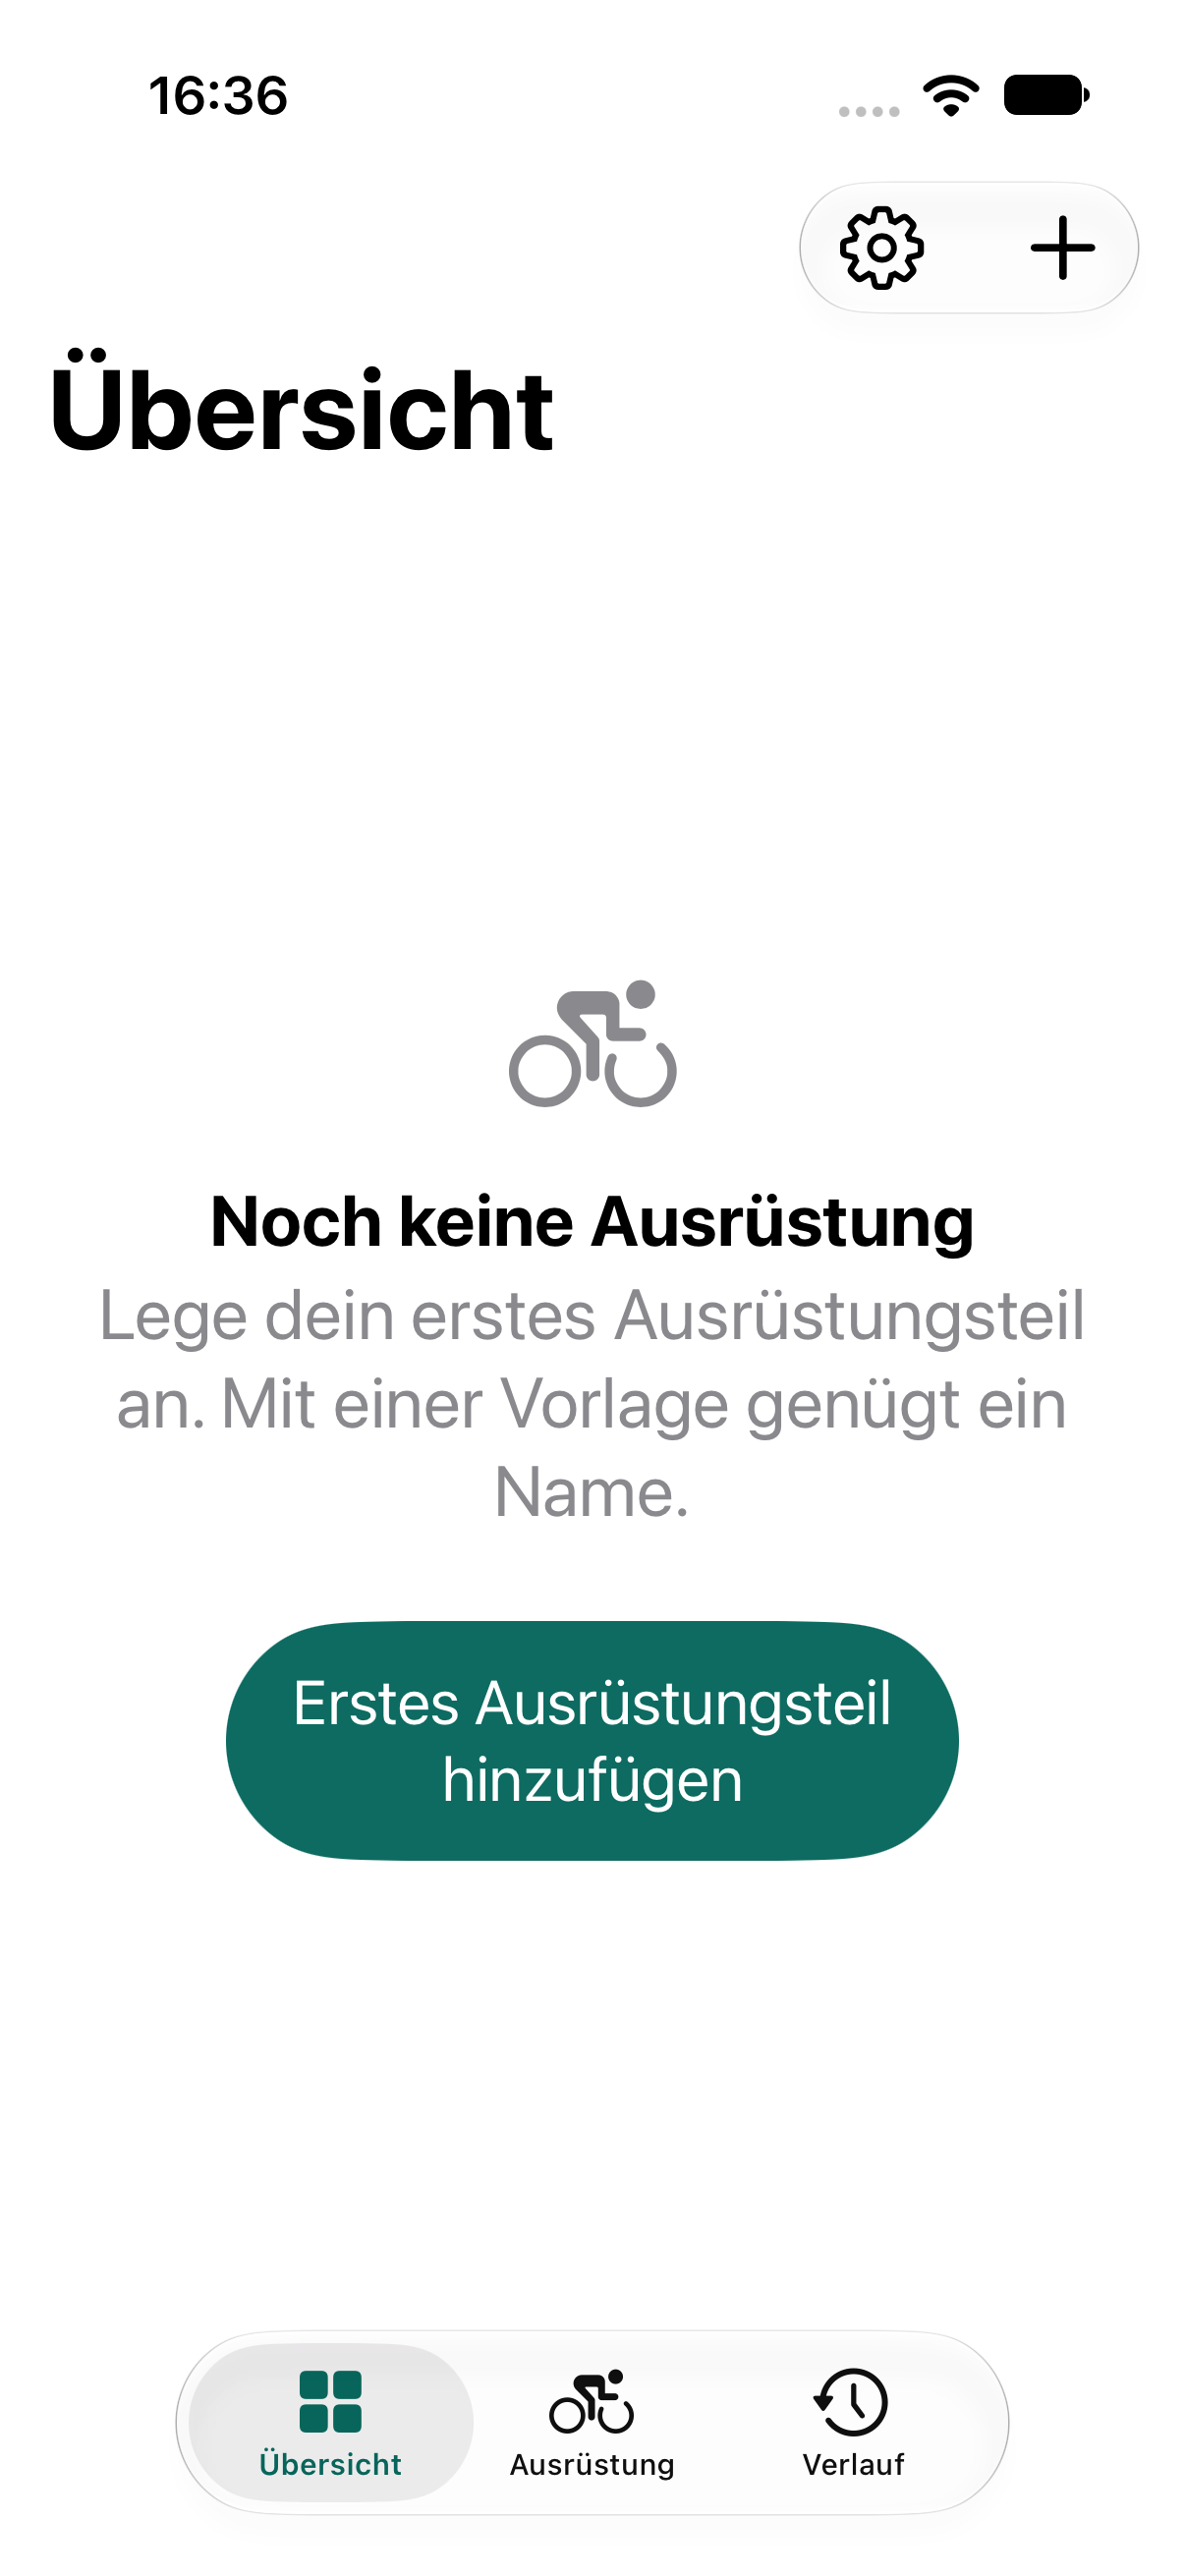 16:36
Übersicht
Noch keine Ausrüstung
Lege dein erstes Ausrüstungsteil
an. Mit einer Vorlage genügt ein
Name.
Erstes Ausrüstungsteil
hinzufügen
Übersicht
Ausrüstung
Verlauf